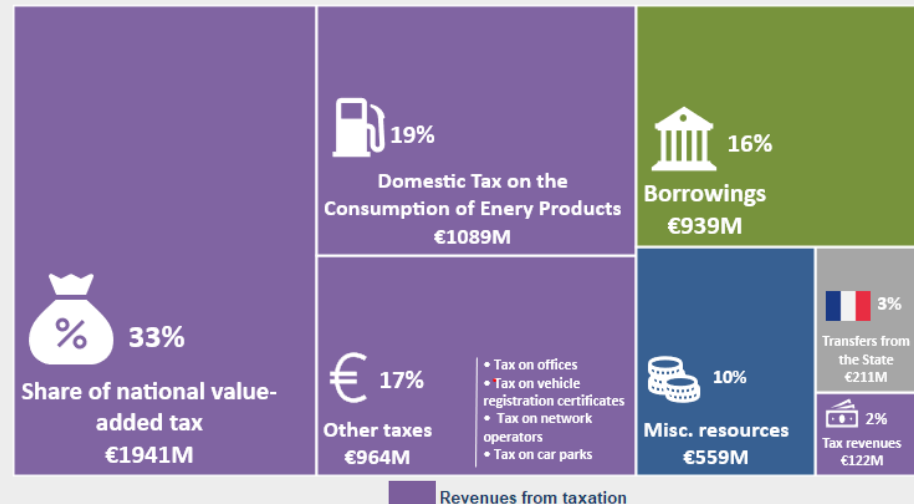 33%
Share of national value-
added tax
€1941M
19%
Domestic Tax on the
Consumption of Enery Products
€1089M
17%
Other taxes
€964M
• Tax on offices
• Tax on vehicle
registration certificates
• Tax on network
operators
• Tax on car parks
16%
Borrowings
€939M
10%
Misc. resources
€559M
3%
Transfers from
the State
€211M
2%
Tax revenues
€122M
Revenues from taxation